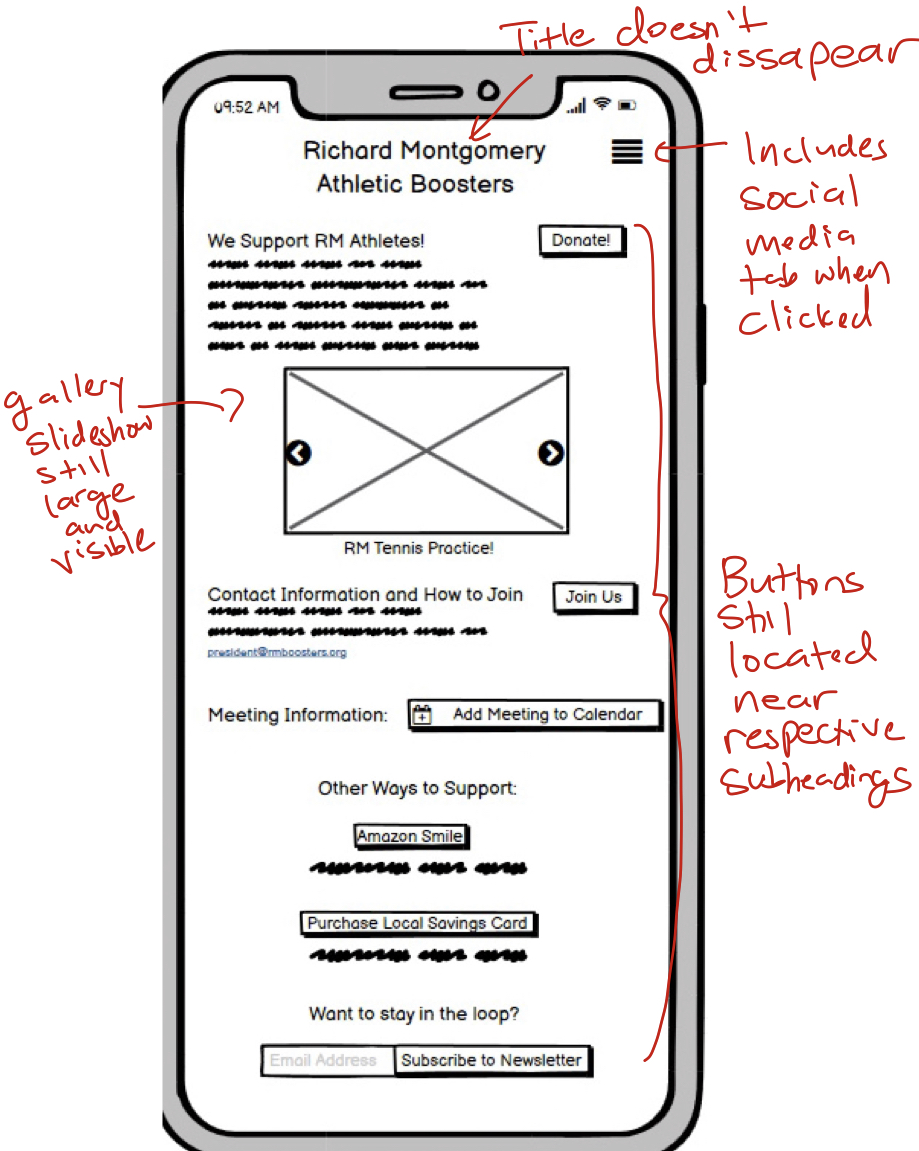 Title doesn't
dissapear
09:52 AM
Richard Montgomery
Athletic Boosters
Includes
social
media
tab when
clicked
We Support RM Athletes!
Donate!
gallery
slideshow
still
large
and
visible
RM Tennis Practice!
Contact Information and How to Join
Join Us
president@rmboosters.org
Buttons
still
located
near
respective
subheadings
Meeting Information:
Add Meeting to Calendar
Other Ways to Support:
Amazon Smile
Purchase Local Savings Card
Want to stay in the loop?
Email Address
Subscribe to Newsletter